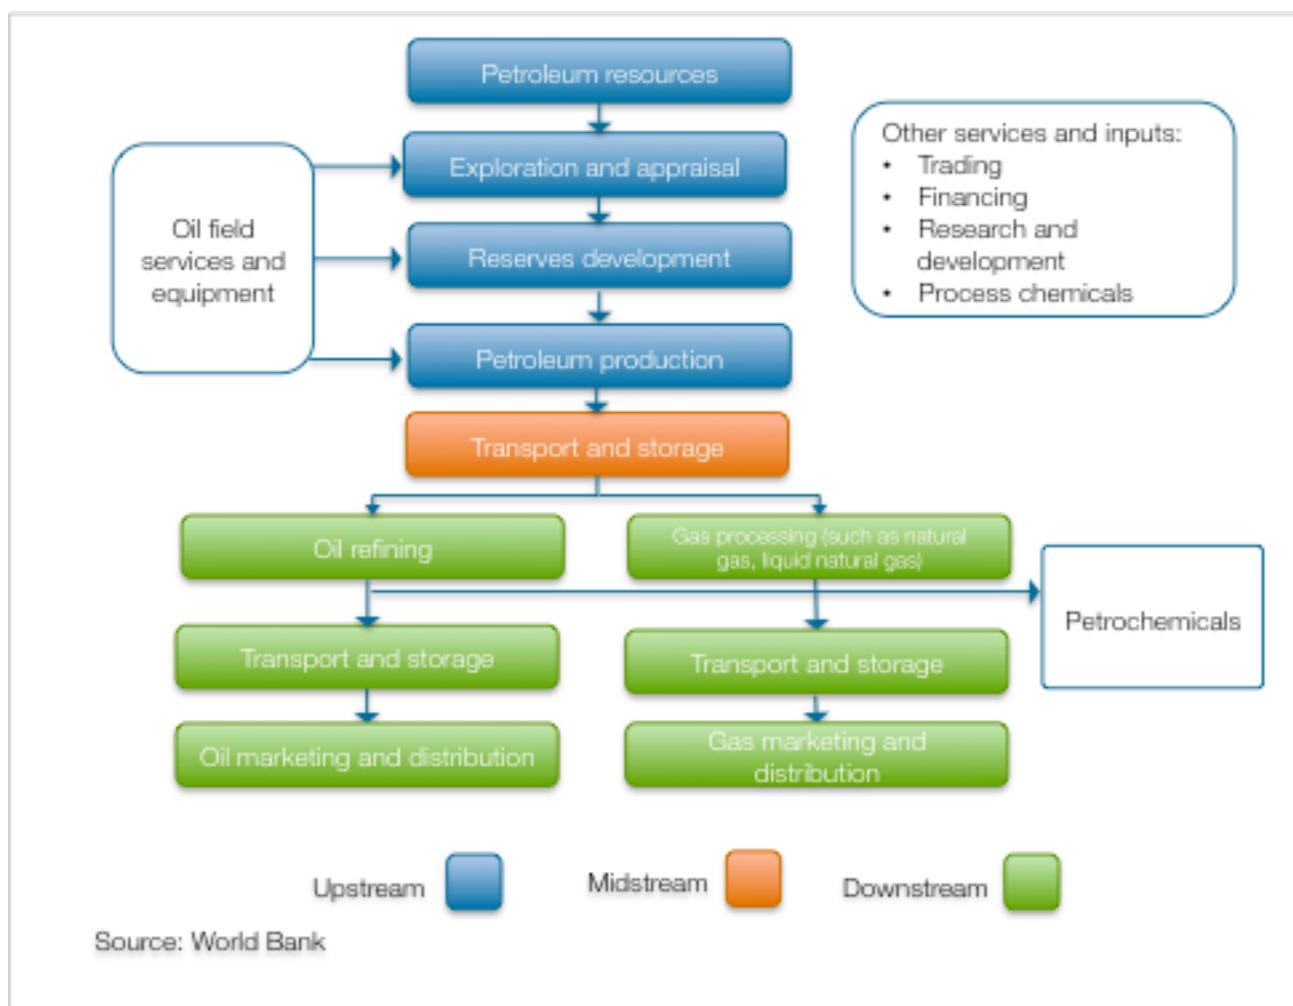 Petroleum resources
Other services and inputs:
• Trading
• Financing
• Research and
development
• Process chemicals
Exploration and appraisal
Oil field
services and
equipment
Reserves development
Petroleum production
Transport and storage
Oil refining
Gas processing (such as natural
gas, liquid natural gas)
Petrochemicals
Transport and storage
Transport and storage
Oil marketing and distribution
Gas marketing and
distribution
Upstream
Midstream
Downstream
Source: World Bank